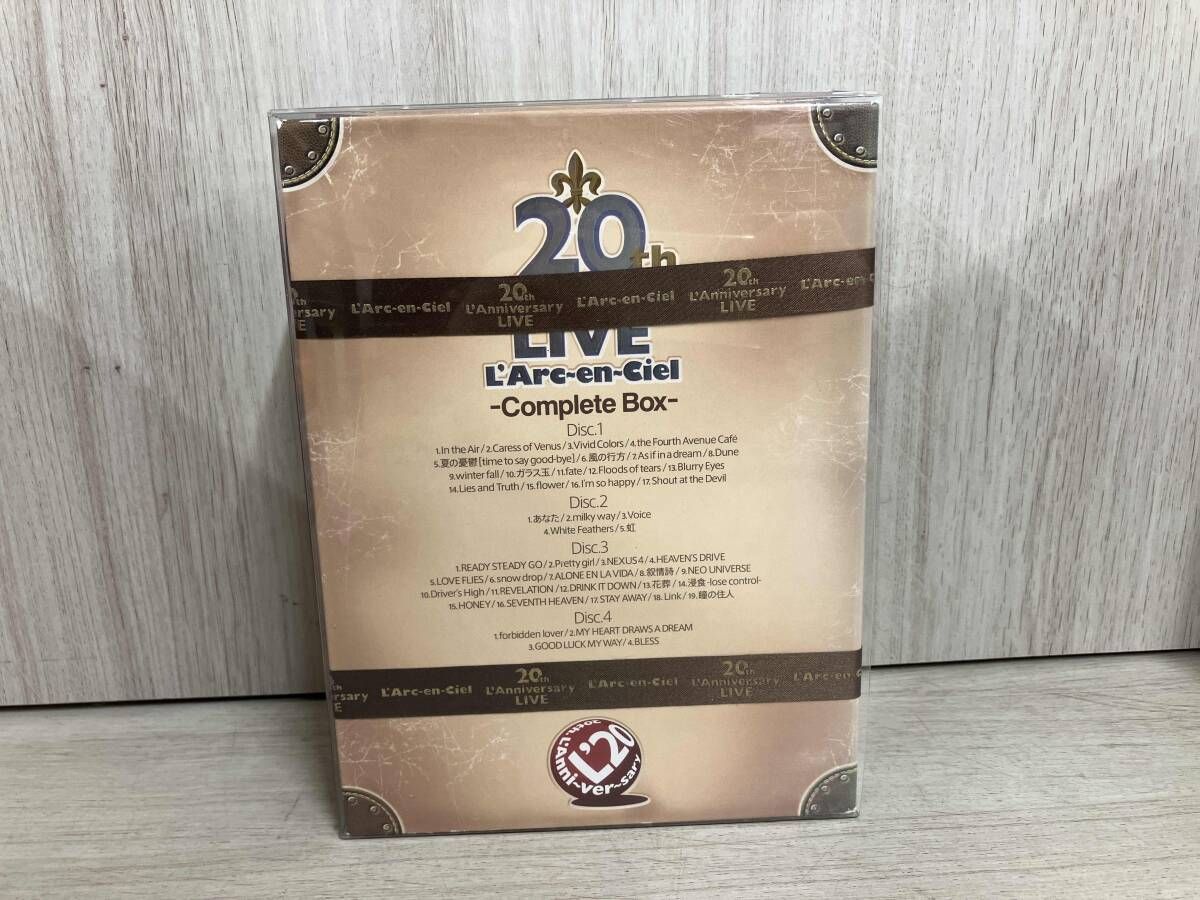 20th
L'Arc~en~Ciel
20th
L'Anniversary
LIVE
L'Arc~en~Ciel
20th
L'Anniversary
LIVE
LIVE
L'Arc~en~Ciel
-Complete Box-
Disc.1
1.In the Air/2.Caress of Venus/3.Vivid Colors/4.the Fourth Avenue Café
5.夏の憂鬱[time to say good-bye]/6.風の行方/7.As if in a dream/8.Dune
9.winter fall/10.ガラス玉/11.fate/12.Floods of tears/13.Blurry Eyes
14.Lies and Truth/15.flower/16.I'm so happy/17.Shout at the Devil
Disc.2
1.あなた/2.milky way/3.Voice
4.White Feathers/5.虹
Disc.3
1.READY STEADY GO/2.Pretty girl/3.NEXUS 4/4.HEAVEN'S DRIVE
5.LOVE FLIES/6.snow drop/7.ALONE EN LA VIDA/8.叙情詩/9.NEO UNIVERSE
10.Driver's High/11.REVELATION/12.DRINK IT DOWN/13.花葬/14.浸食-lose control-
15.HONEY/16.SEVENTH HEAVEN/17.STAY AWAY/18.Link/19.瞳の住人
Disc.4
1.forbidden lover/2.MY HEART DRAWS A DREAM
3.GOOD LUCK MY WAY/4.BLESS
L'Arc-en-Ciel
20th
L'Anniversary
LIVE
L'Arc-en-Ciel
20th
L'Anniversary
LIVE
L'20
20th L'Anni~ver~sary